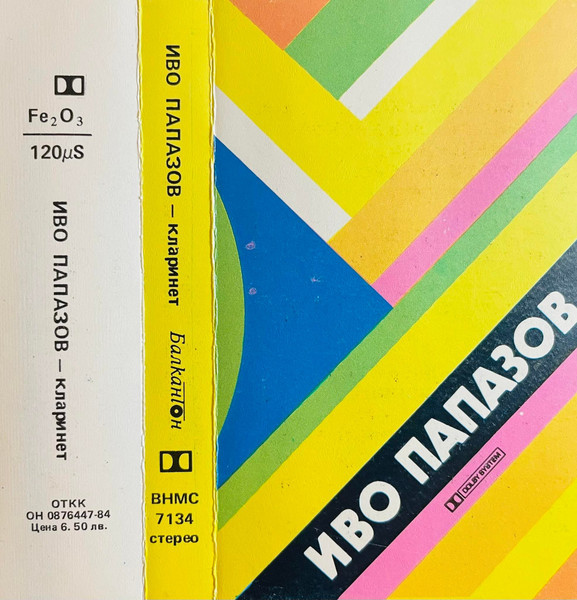 Fe₂O₃
120μS
ИВО ПАПАЗОВ – кларинет
ОТКК
ОН 0876447-84
Цена 6.50 лв.
ИВО ПАПАЗОВ – кларинет
Балкантон
ВНМС
7134
стерео
ИВО ПАПАЗОВ
DOLBY SYSTEM